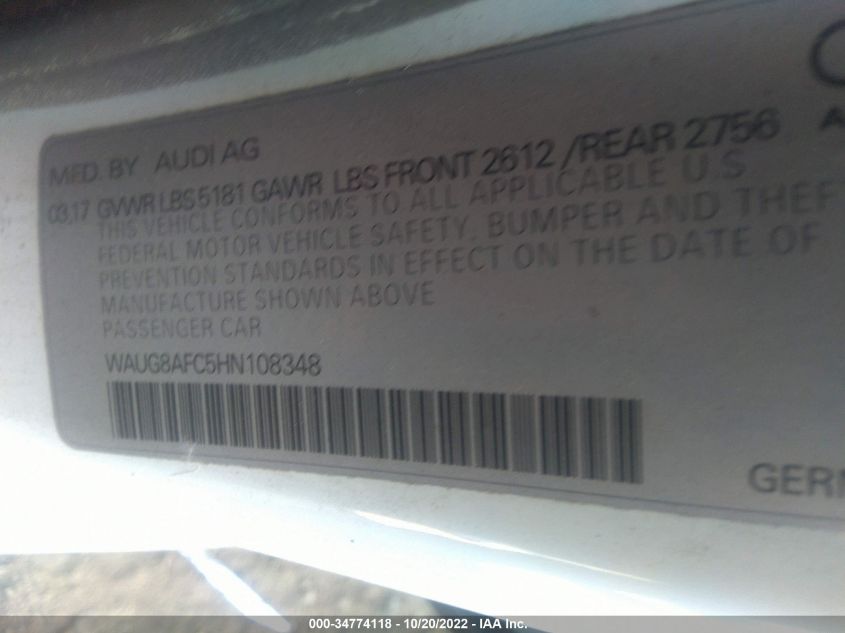 MFD. BY AUDI AG
03.17 GVWR LBS 5181 GAWR LBS FRONT 2612 / REAR 2756
THIS VEHICLE CONFORMS TO ALL APPLICABLE U.S
FEDERAL MOTOR VEHICLE SAFETY, BUMPER AND THEF
PREVENTION STANDARDS IN EFFECT ON THE DATE OF
MANUFACTURE SHOWN ABOVE
PASSENGER CAR
WAUG8AFC5HN108348
GERM
000-34774118 - 10/20/2022 - IAA Inc.